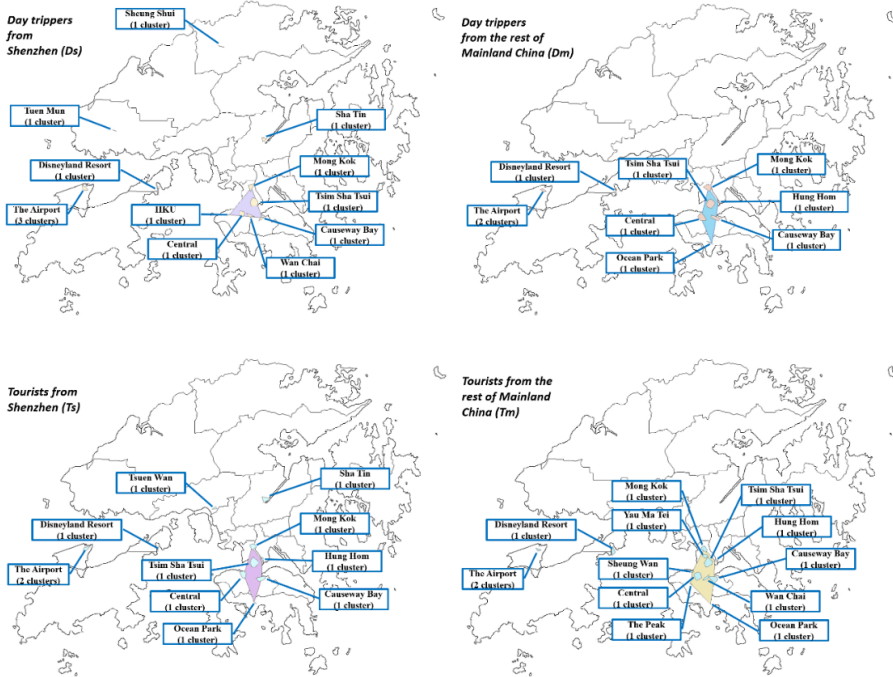 Day trippers
from
Shenzhen (Ds)
Sheung Shui
(1 cluster)
Tuen Mun
(1 cluster)
Sha Tin
(1 cluster)
Disneyland Resort
(1 cluster)
Mong Kok
(1 cluster)
The Airport
(3 clusters)
HKU
(1 cluster)
Tsim Sha Tsui
(1 cluster)
Central
(1 cluster)
Causeway Bay
(1 cluster)
Wan Chai
(1 cluster)
Day trippers
from the rest of
Mainland China (Dm)
Disneyland Resort
(1 cluster)
Tsim Sha Tsui
(1 cluster)
Mong Kok
(1 cluster)
The Airport
(2 clusters)
Hung Hom
(1 cluster)
Central
(1 cluster)
Causeway Bay
(1 cluster)
Ocean Park
(1 cluster)
Tourists from
Shenzhen (Ts)
Tsuen Wan
(1 cluster)
Sha Tin
(1 cluster)
Disneyland Resort
(1 cluster)
Mong Kok
(1 cluster)
The Airport
(2 clusters)
Tsim Sha Tsui
(1 cluster)
Hung Hom
(1 cluster)
Central
(1 cluster)
Causeway Bay
(1 cluster)
Ocean Park
(1 cluster)
Tourists from the
rest of Mainland
China (Tm)
Mong Kok
(1 cluster)
Tsim Sha Tsui
(1 cluster)
Yau Ma Tei
(1 cluster)
Disneyland Resort
(1 cluster)
Hung Hom
(1 cluster)
The Airport
(2 clusters)
Sheung Wan
(1 cluster)
Causeway Bay
(1 cluster)
Central
(1 cluster)
Wan Chai
(1 cluster)
The Peak
(1 cluster)
Ocean Park
(1 cluster)